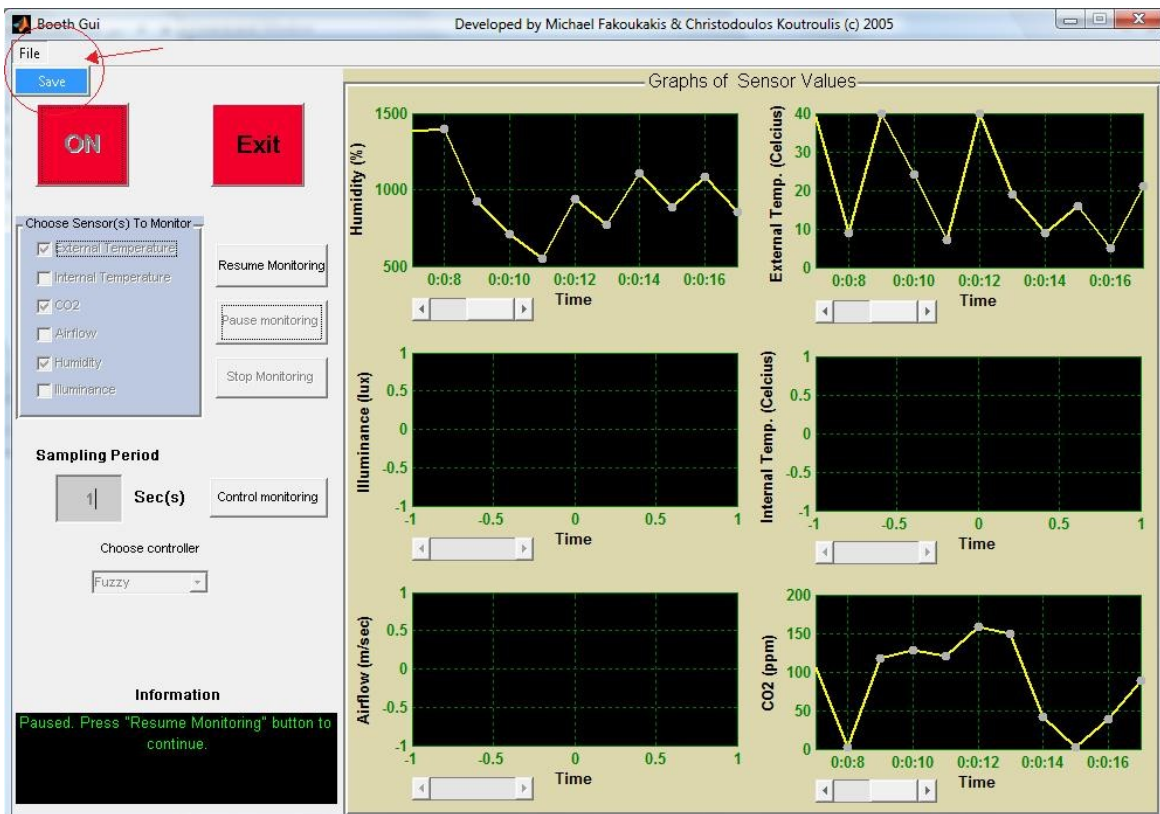 Booth Gui
Developed by Michael Fakoukakis & Christodoulos Koutroulis (c) 2005
File
Save
ON
Exit
Choose Sensor(s) To Monitor
External Temperature
Internal Temperature
CO2
Airflow
Humidity
Illuminance
Resume Monitoring
Pause monitoring
Stop Monitoring
Sampling Period
1
Sec(s)
Control monitoring
Choose controller
Fuzzy
Information
Paused. Press "Resume Monitoring" button to
continue.
Graphs of Sensor Values
Humidity (%)
1500
1000
500
0:0:8 0:0:10 0:0:12 0:0:14 0:0:16
Time
External Temp. (Celcius)
40
30
20
10
0
0:0:8 0:0:10 0:0:12 0:0:14 0:0:16
Time
Illuminance (lux)
1
0.5
0
-0.5
-1
-1 -0.5 0 0.5 1
Time
Internal Temp. (Celcius)
1
0.5
0
-0.5
-1
-1 -0.5 0 0.5 1
Time
Airflow (m/sec)
1
0.5
0
-0.5
-1
-1 -0.5 0 0.5 1
Time
CO2 (ppm)
200
150
100
50
0
0:0:8 0:0:10 0:0:12 0:0:14 0:0:16
Time